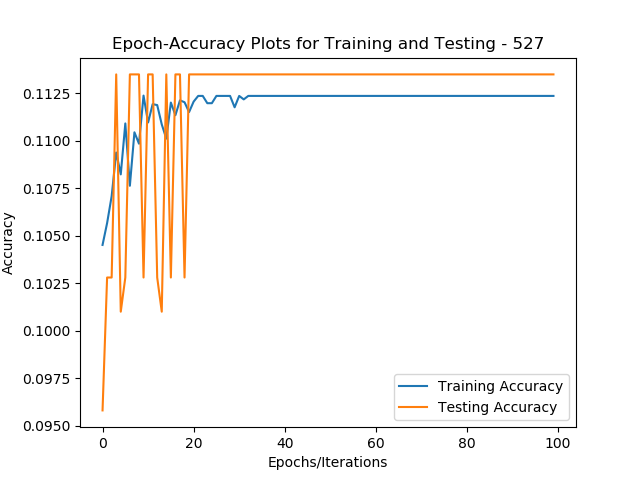 Epoch-Accuracy Plots for Training and Testing - 527
Accuracy
0.1125
0.1100
0.1075
0.1050
0.1025
0.1000
0.0975
0.0950
0
20
40
60
80
100
Epochs/Iterations
Training Accuracy
Testing Accuracy